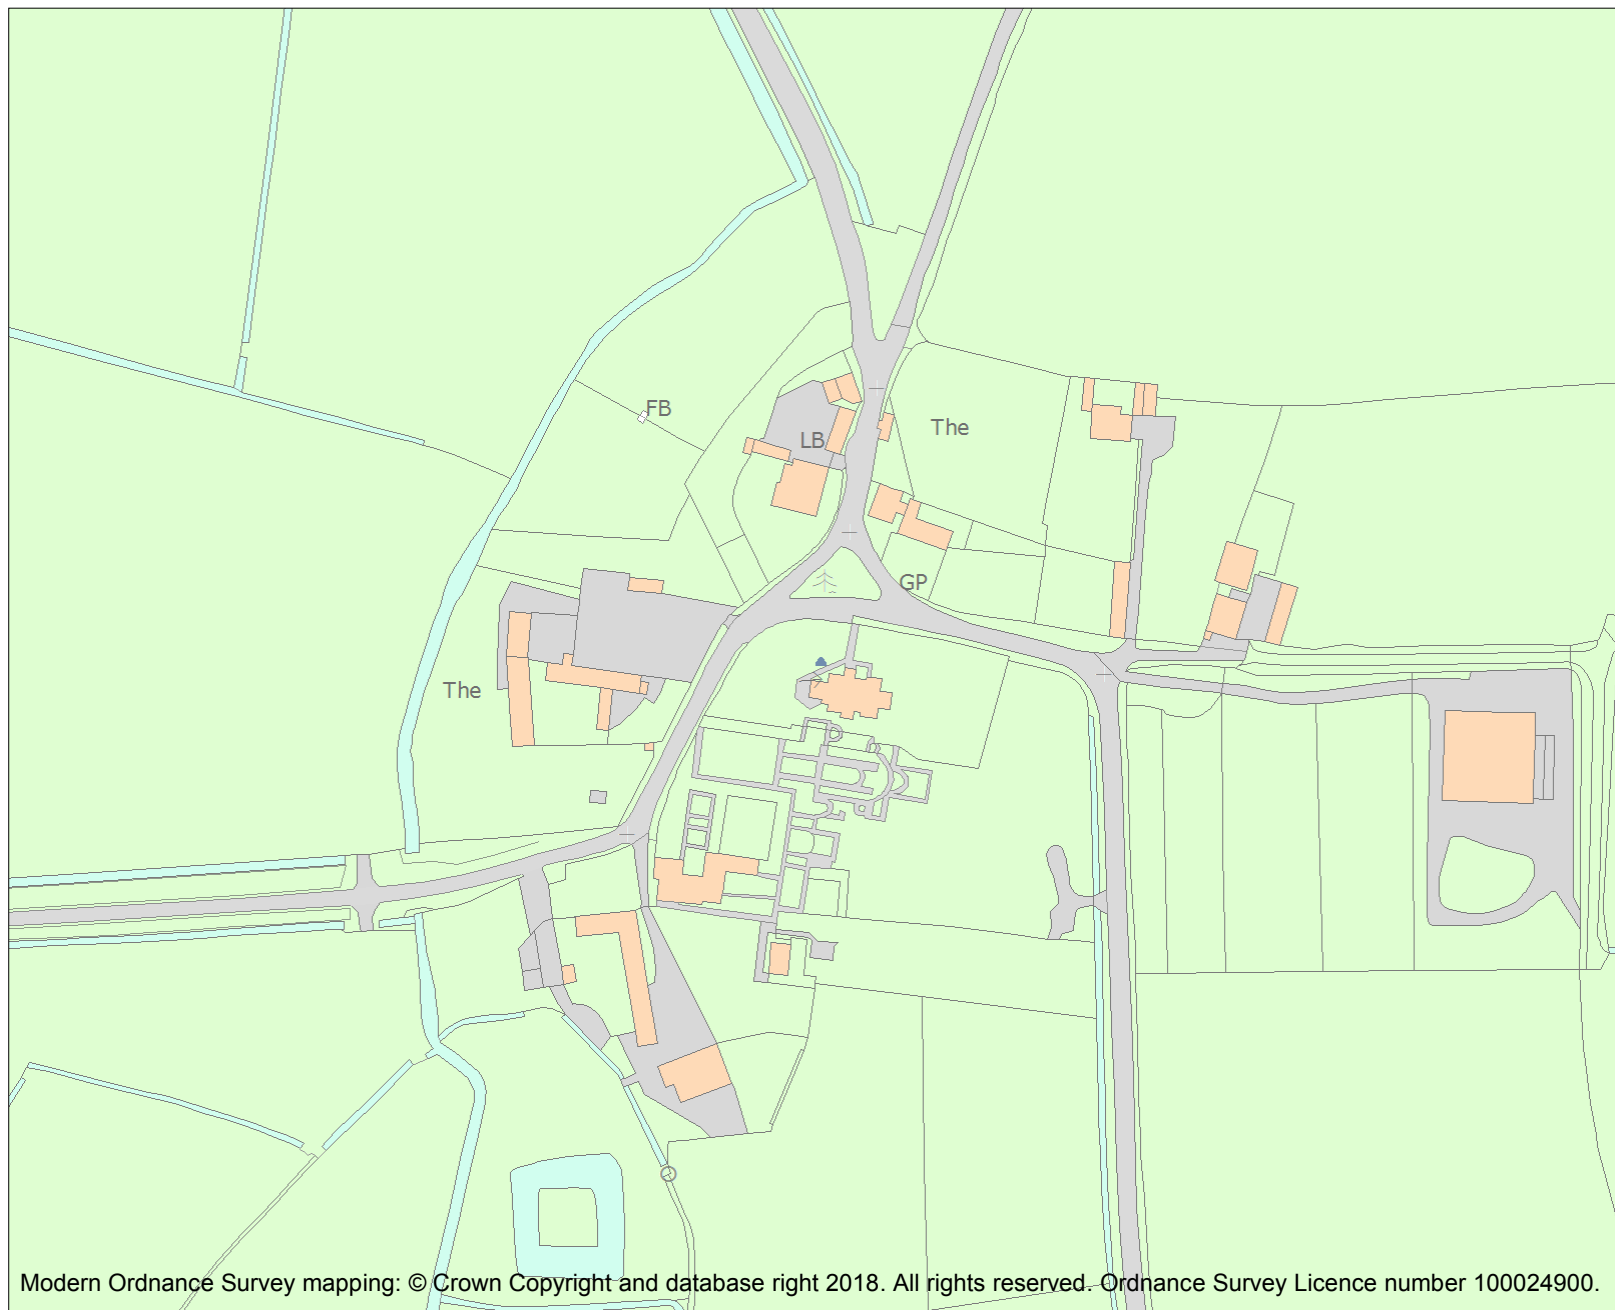 FB
The
LB
GP
The
Modern Ordnance Survey mapping: © Crown Copyright and database right 2018. All rights reserved. Ordnance Survey Licence number 100024900.